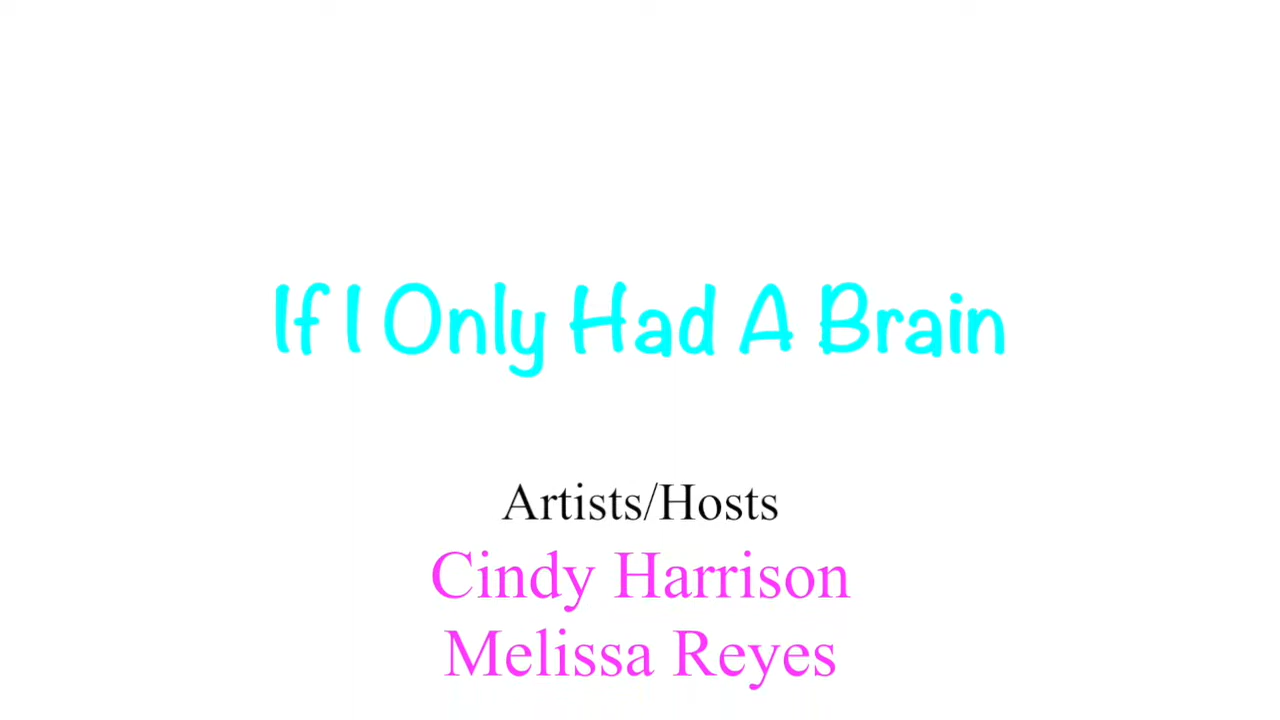 If I Only Had A Brain
Artists/Hosts
Cindy Harrison
Melissa Reyes